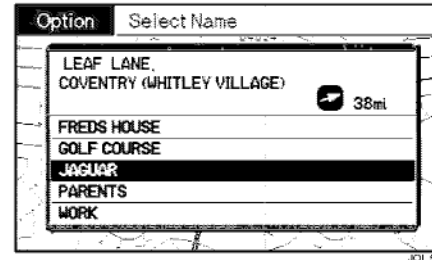 Option Select Name
LEAF LANE,
COVENTRY (WHITLEY VILLAGE)
38mi
FREDS HOUSE
GOLF COURSE
JAGUAR
PARENTS
WORK